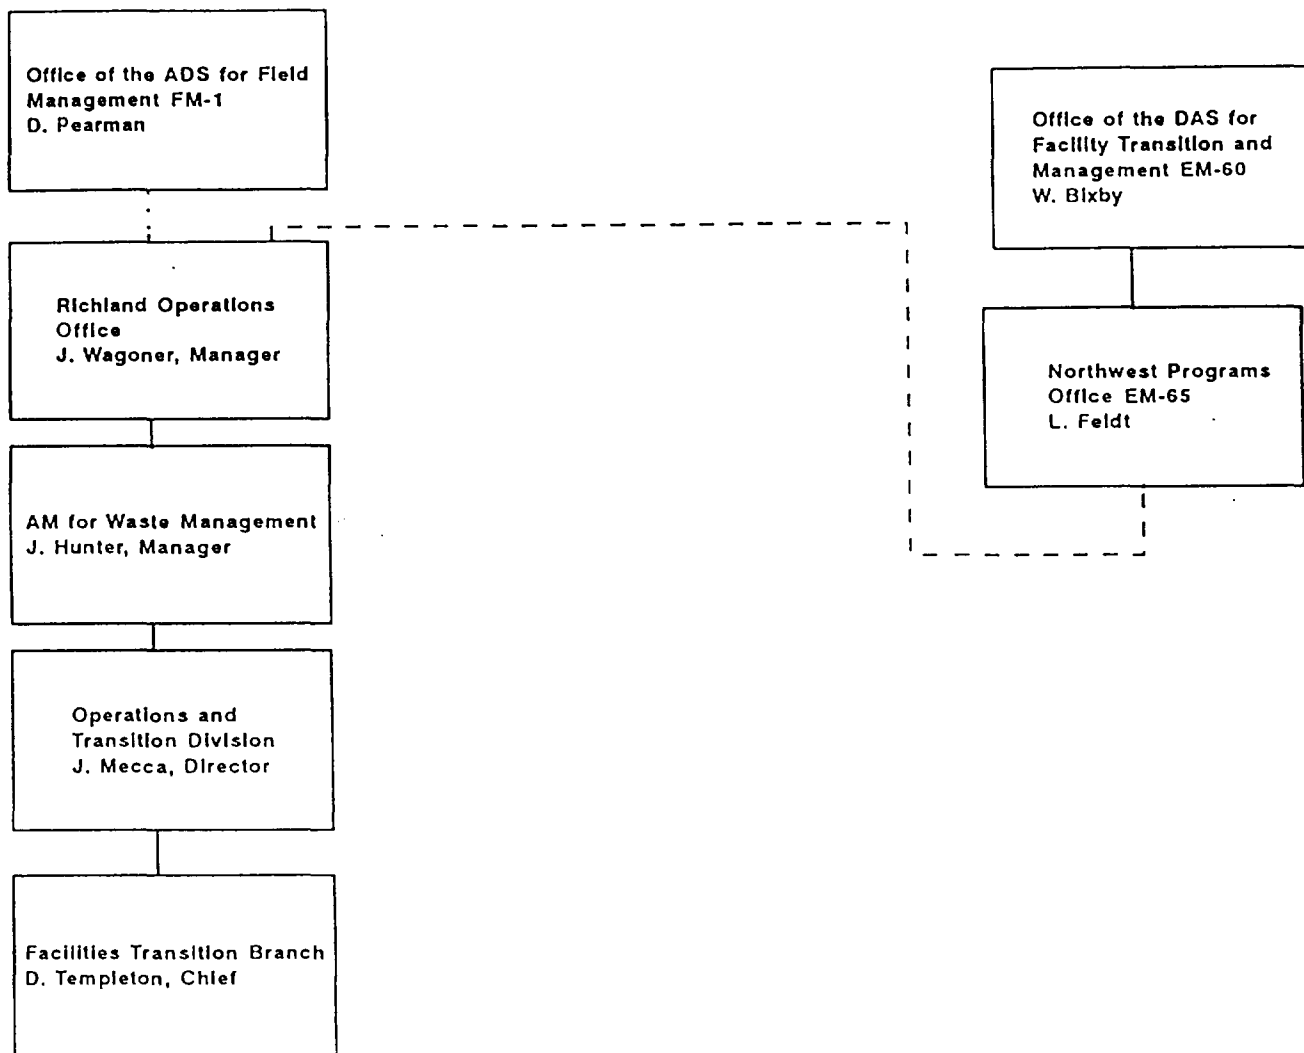 Office of the ADS for Field
Management FM-1
D. Pearman
Office of the DAS for
Facility Transition and
Management EM-60
W. Bixby
Richland Operations
Office
J. Wagoner, Manager
Northwest Programs
Office EM-65
L. Feldt
AM for Waste Management
J. Hunter, Manager
Operations and
Transition Division
J. Mecca, Director
Facilities Transition Branch
D. Templeton, Chief